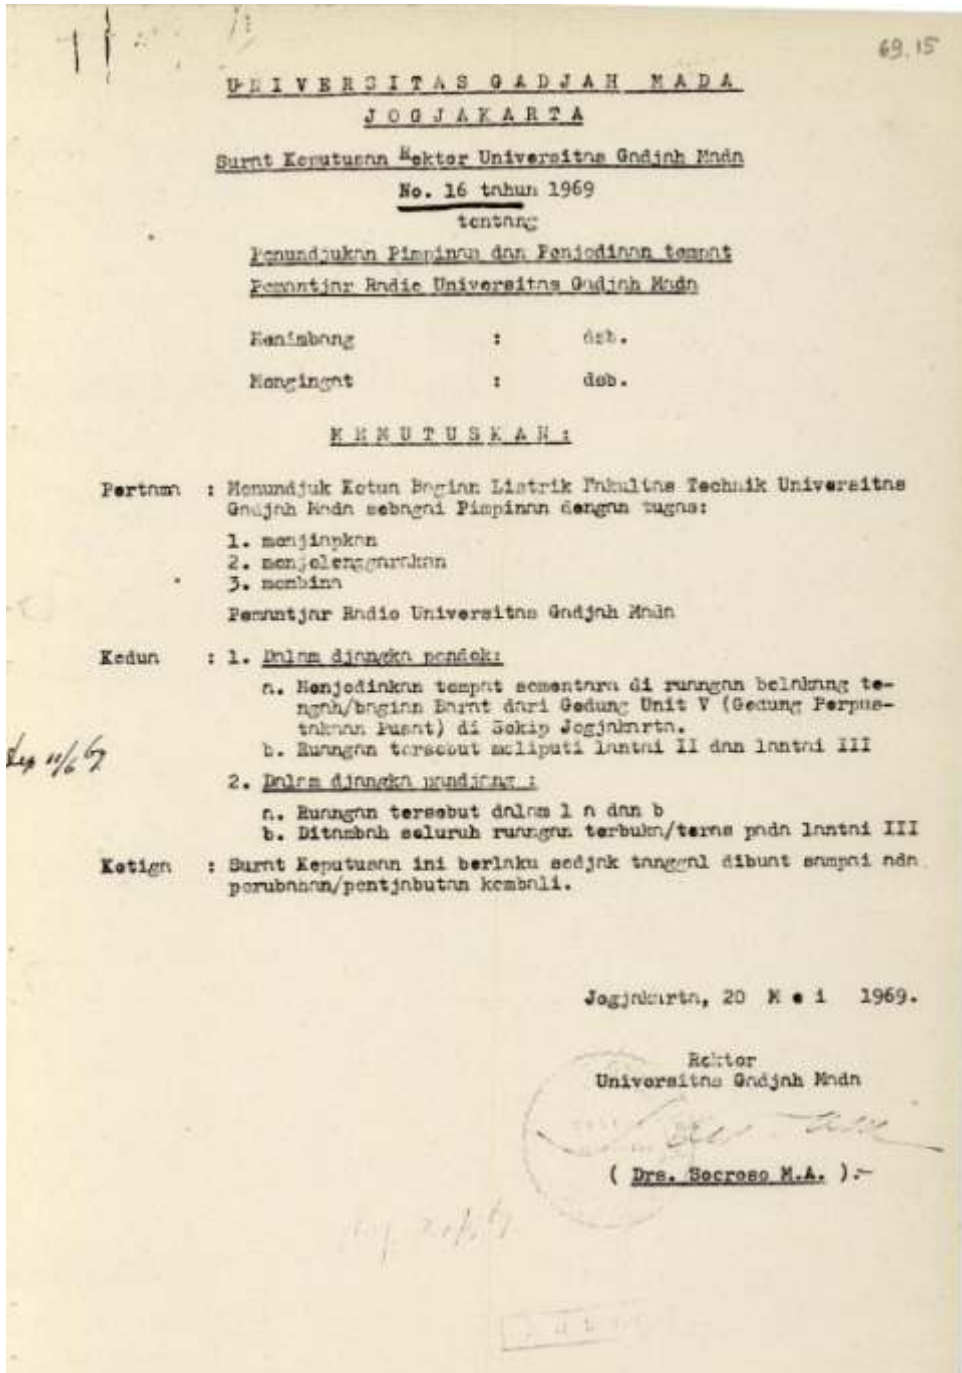 69.15
UNIVERSITAS GADJAH MADA
JOGJAKARTA
Surat Keputusan Rektor Universitas Gadjah Mada
No. 16 tahun 1969
tentang
Penundjukan Pimpinan dan Penjediaan tempat
Pemantjar Radio Universitas Gadjah Mada
Menimbang : dsb.
Mengingat : dsb.
MEMUTUSKAN:
Pertama : Menundjuk Ketua Bagian Listrik Fakultas Technik Universitas
Gadjah Mada sebagai Pimpinan dengan tugas:
1. menjiapkan
2. menjelenggarakan
3. membina
Pemantjar Radio Universitas Gadjah Mada
Kedua : 1. Dalam djangka pendek:
a. Menjediakan tempat sementara di ruangan belakang te-
ngah/bagian Barat dari Gedung Unit V (Gedung Perpus-
takaan Pusat) di Sekip Jogjakarta.
b. Ruangan tersebut meliputi lantai II dan lantai III
2. Dalam djangka pandjang :
a. Ruangan tersebut dalam 1 a dan b
b. Ditambah seluruh ruangan terbuka/teras pada lantai III
Ketiga : Surat Keputusan ini berlaku sedjak tanggal dibuat sampai ada
perubahan/pentjabutan kembali.
Jogjakarta, 20 M e i 1969.
Rektor
Universitas Gadjah Mada
( Drs. Soeroso M.A. ).-